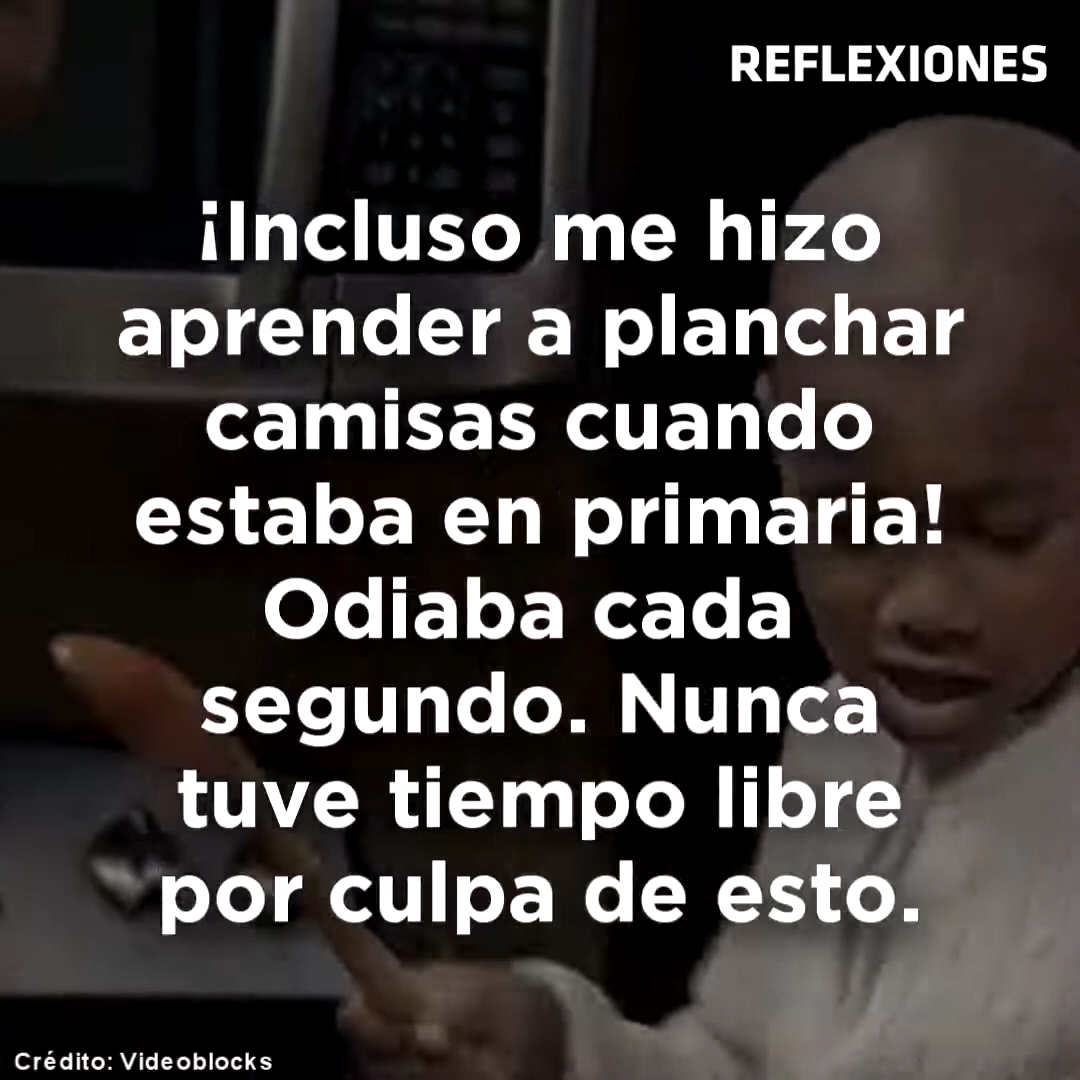 REFLEXIONES
¡Incluso me hizo
aprender a planchar
camisas cuando
estaba en primaria!
Odiaba cada
segundo. Nunca
tuve tiempo libre
por culpa de esto.
Crédito: Videoblocks